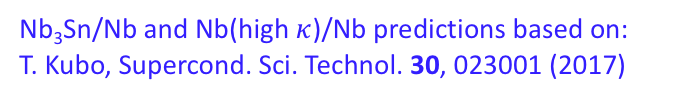 Nb₃Sn/Nb and Nb(high κ)/Nb predictions based on:
T. Kubo, Supercond. Sci. Technol. 30, 023001 (2017)